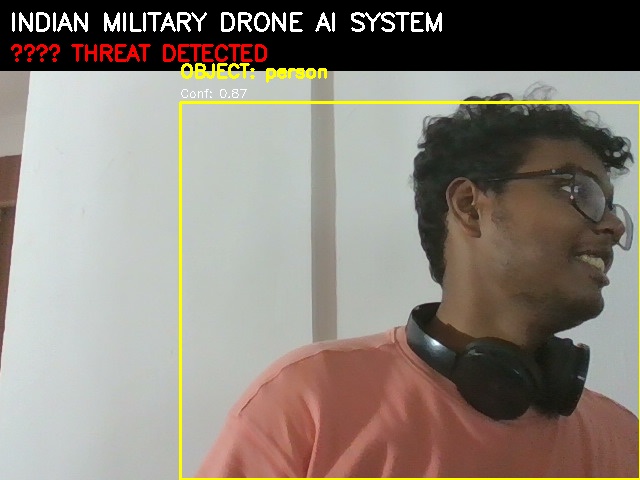 INDIAN MILITARY DRONE AI SYSTEM
???? THREAT DETECTED
OBJECT: person
Conf: 0.87